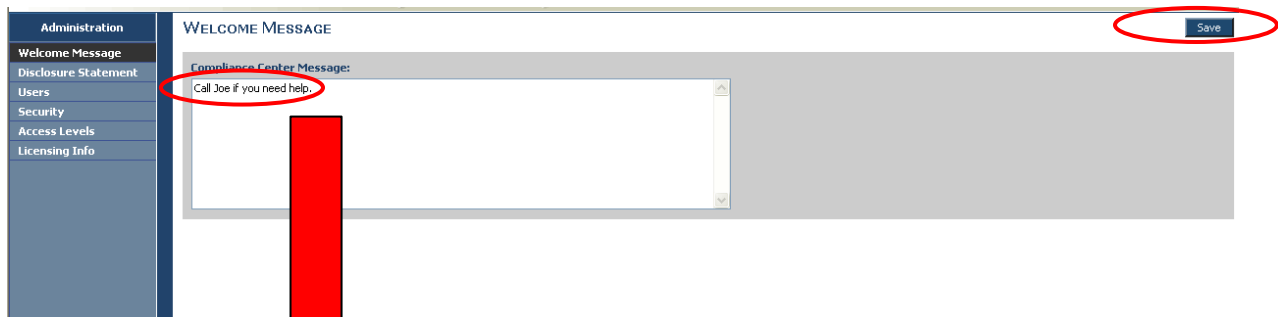 Administration
Welcome Message
Disclosure Statement
Users
Security
Access Levels
Licensing Info
WELCOME MESSAGE
Save
Compliance Center Message:
Call Joe if you need help.